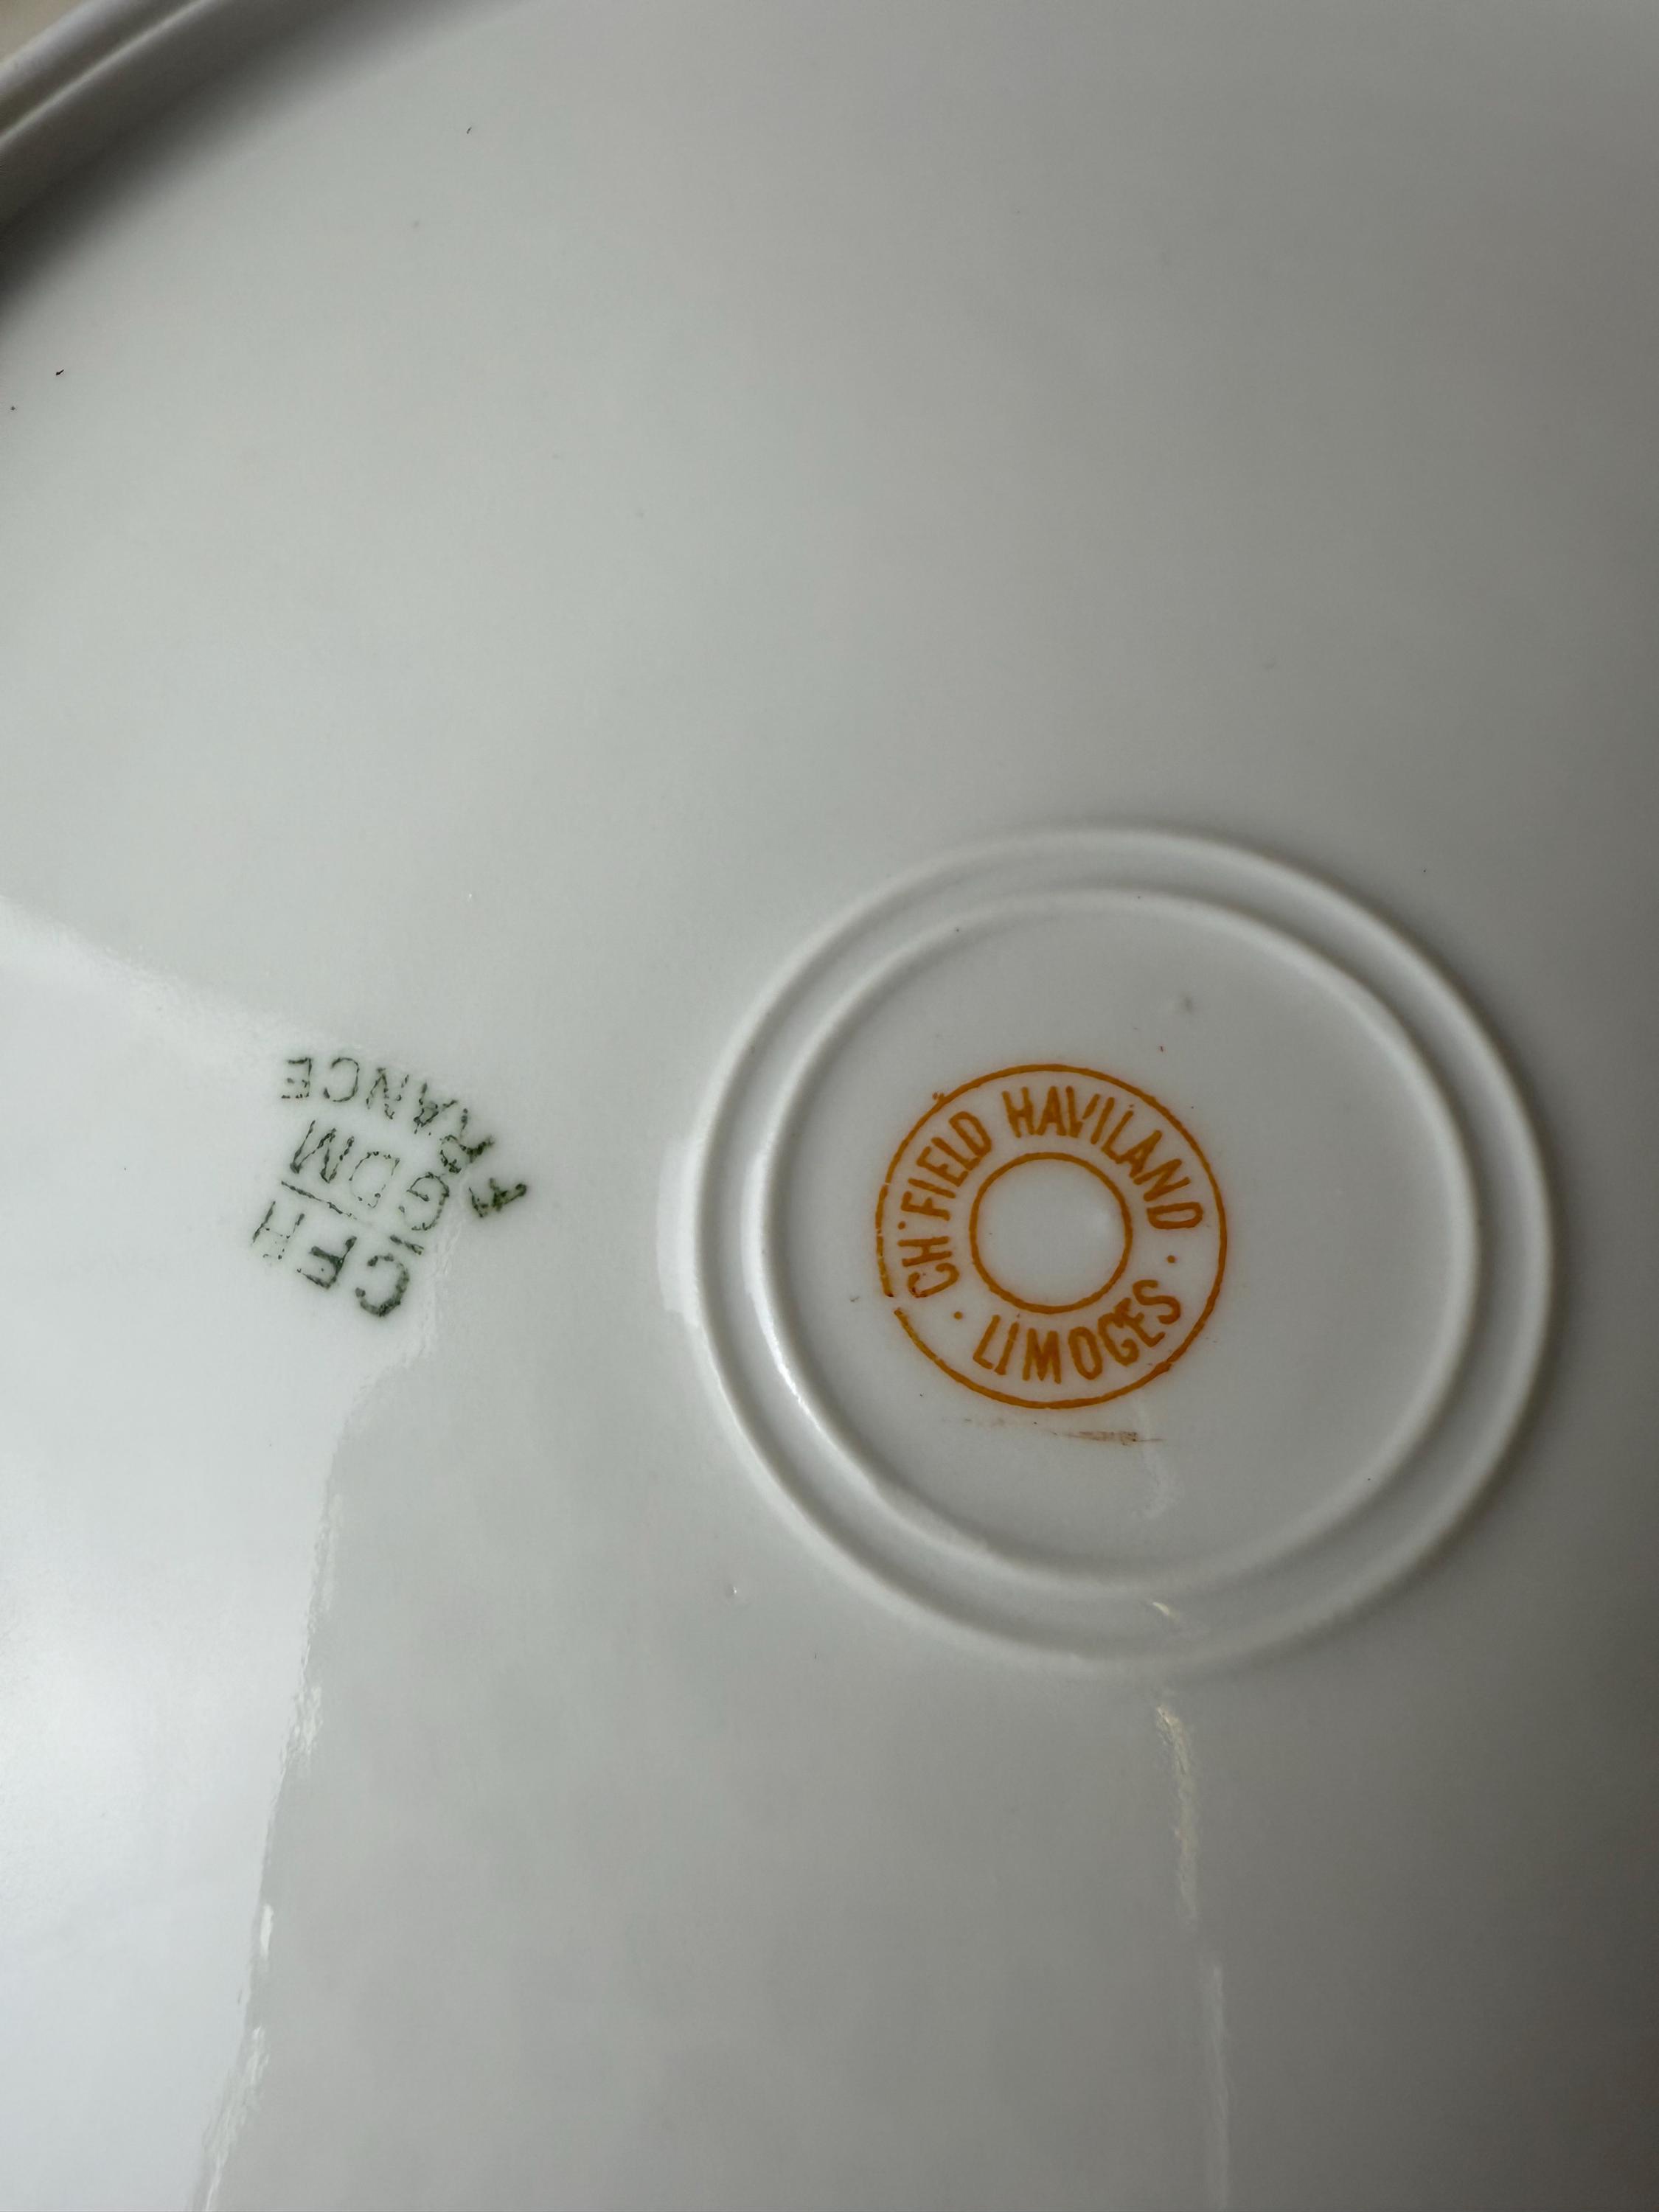 CH. FIELD HAVILAND
· LIMOGES ·
CFH
GDM
FRANCE